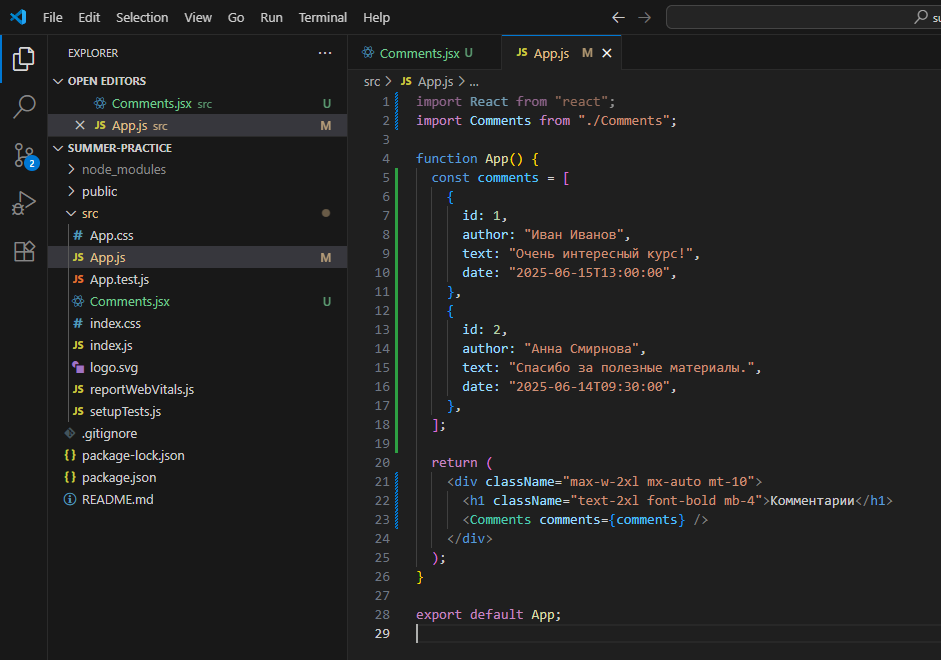 File Edit Selection View Go Run Terminal Help
EXPLORER ...
OPEN EDITORS
Comments.jsx src U
App.js src M
SUMMER-PRACTICE
node_modules
public
src
# App.css
JS App.js M
JS App.test.js
Comments.jsx U
# index.css
JS index.js
logo.svg
JS reportWebVitals.js
JS setupTests.js
.gitignore
{} package-lock.json
{} package.json
README.md
2
Comments.jsx U JS App.js M
src > JS App.js > ...
1 import React from "react";
2 import Comments from "./Comments";
3
4 function App() {
5 const comments = [
6 {
7 id: 1,
8 author: "Иван Иванов",
9 text: "Очень интересный курс!",
10 date: "2025-06-15T13:00:00",
11 },
12 {
13 id: 2,
14 author: "Анна Смирнова",
15 text: "Спасибо за полезные материалы.",
16 date: "2025-06-14T09:30:00",
17 },
18 ];
19
20 return (
21 <div className="max-w-2xl mx-auto mt-10">
22 <h1 className="text-2xl font-bold mb-4">Комментарии</h1>
23 <Comments comments={comments} />
24 </div>
25 );
26 }
27
28 export default App;
29